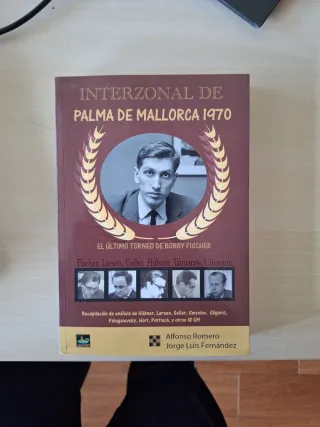 INTERZONAL DE
PALMA DE MALLORCA 1970
EL ÚLTIMO TORNEO DE BOBBY FISCHER
Fischer, Larsen, Geller, Hübner, Taimanov, Uhlmann
Recopilación de análisis de Hübner, Larsen, Geller, Smyslov, Gligoric,
Polugaievsky, Hort, Portisch, y otros 12 GM
Alfonso Romero
Jorge Luis Fernández